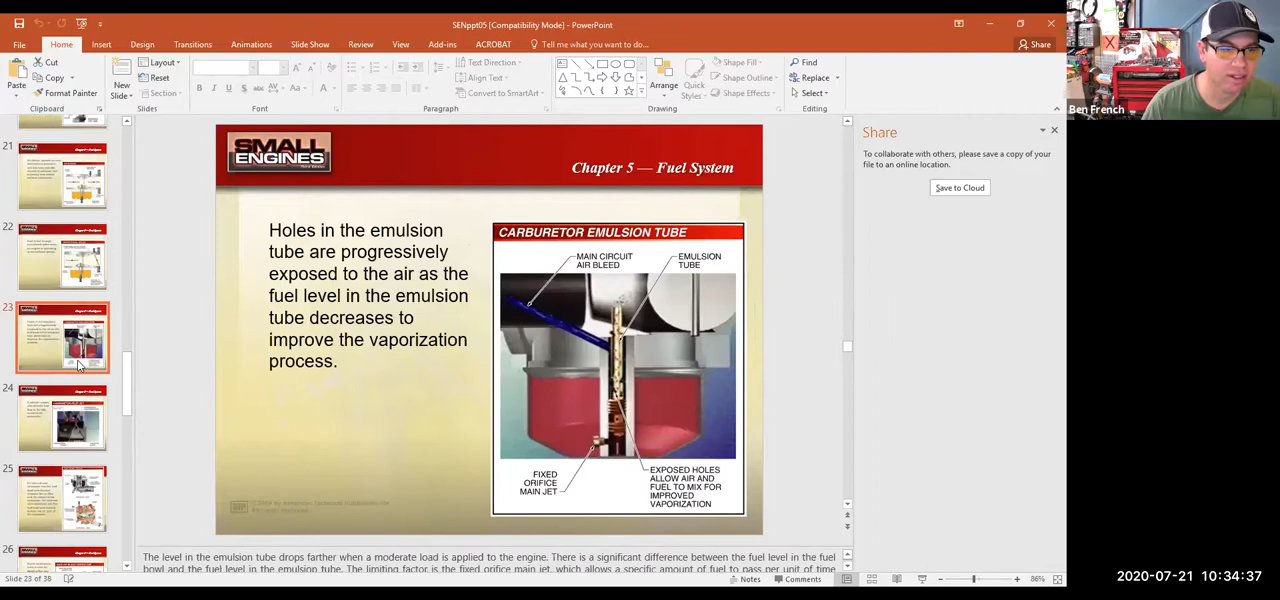 SENppt05 [Compatibility Mode] - PowerPoint
File Home Insert Design Transitions Animations Slide Show Review View Add-ins ACROBAT Tell me what you want to do... Share
Paste
Cut
Copy
Format Painter
Clipboard
New
Slide
Layout
Reset
Section
Slides
B I U S abc AV Aa A
Font
Text Direction
Align Text
Convert to SmartArt
Paragraph
Arrange
Quick
Styles
Shape Fill
Shape Outline
Shape Effects
Drawing
Find
Replace
Select
Editing
Ben French
21
22
23
24
25
26
SMALL
ENGINES
Chapter 5 — Fuel System
Holes in the emulsion
tube are progressively
exposed to the air as the
fuel level in the emulsion
tube decreases to
improve the vaporization
process.
CARBURETOR EMULSION TUBE
MAIN CIRCUIT
AIR BLEED
EMULSION
TUBE
FIXED
ORIFICE
MAIN JET
EXPOSED HOLES
ALLOW AIR AND
FUEL TO MIX FOR
IMPROVED
VAPORIZATION
Share
To collaborate with others, please save a copy of your
file to an online location.
Save to Cloud
The level in the emulsion tube drops farther when a moderate load is applied to the engine. There is a significant difference between the fuel level in the fuel
bowl and the fuel level in the emulsion tube. The limiting factor is the fixed orifice main jet, which allows a specific amount of fuel to pass per unit of time
Slide 23 of 38
Notes
Comments
86%
2020-07-21 10:34:37